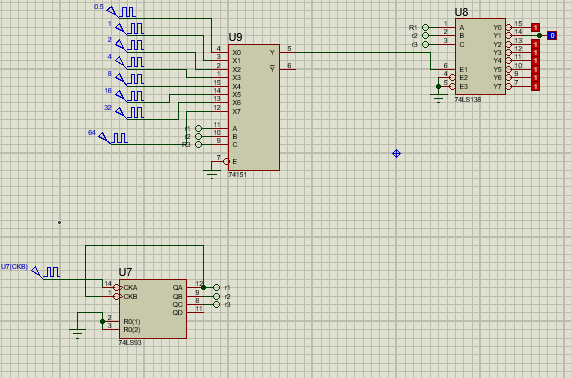 0.5
1
2
4
8
16
32
64
U9
4 X0 Y 5
3 X1
2 X2 Y 6
1 X3
15 X4
14 X5
13 X6
12 X7
r1 11 A
r2 10 B
R3 9 C
7 E
74151
U8
R1 1 A Y0 15 1
r2 2 B Y1 14 0
r3 3 C Y2 13 1
Y3 12 1
Y4 11 1
6 E1 Y5 10 1
4 E2 Y6 9 1
5 E3 Y7 7 1
74LS138
U7(CKB)
U7
14 CKA QA 12 r1
1 CKB QB 9 r2
QC 8 r3
QD 11
2 R0(1)
3 R0(2)
74LS93